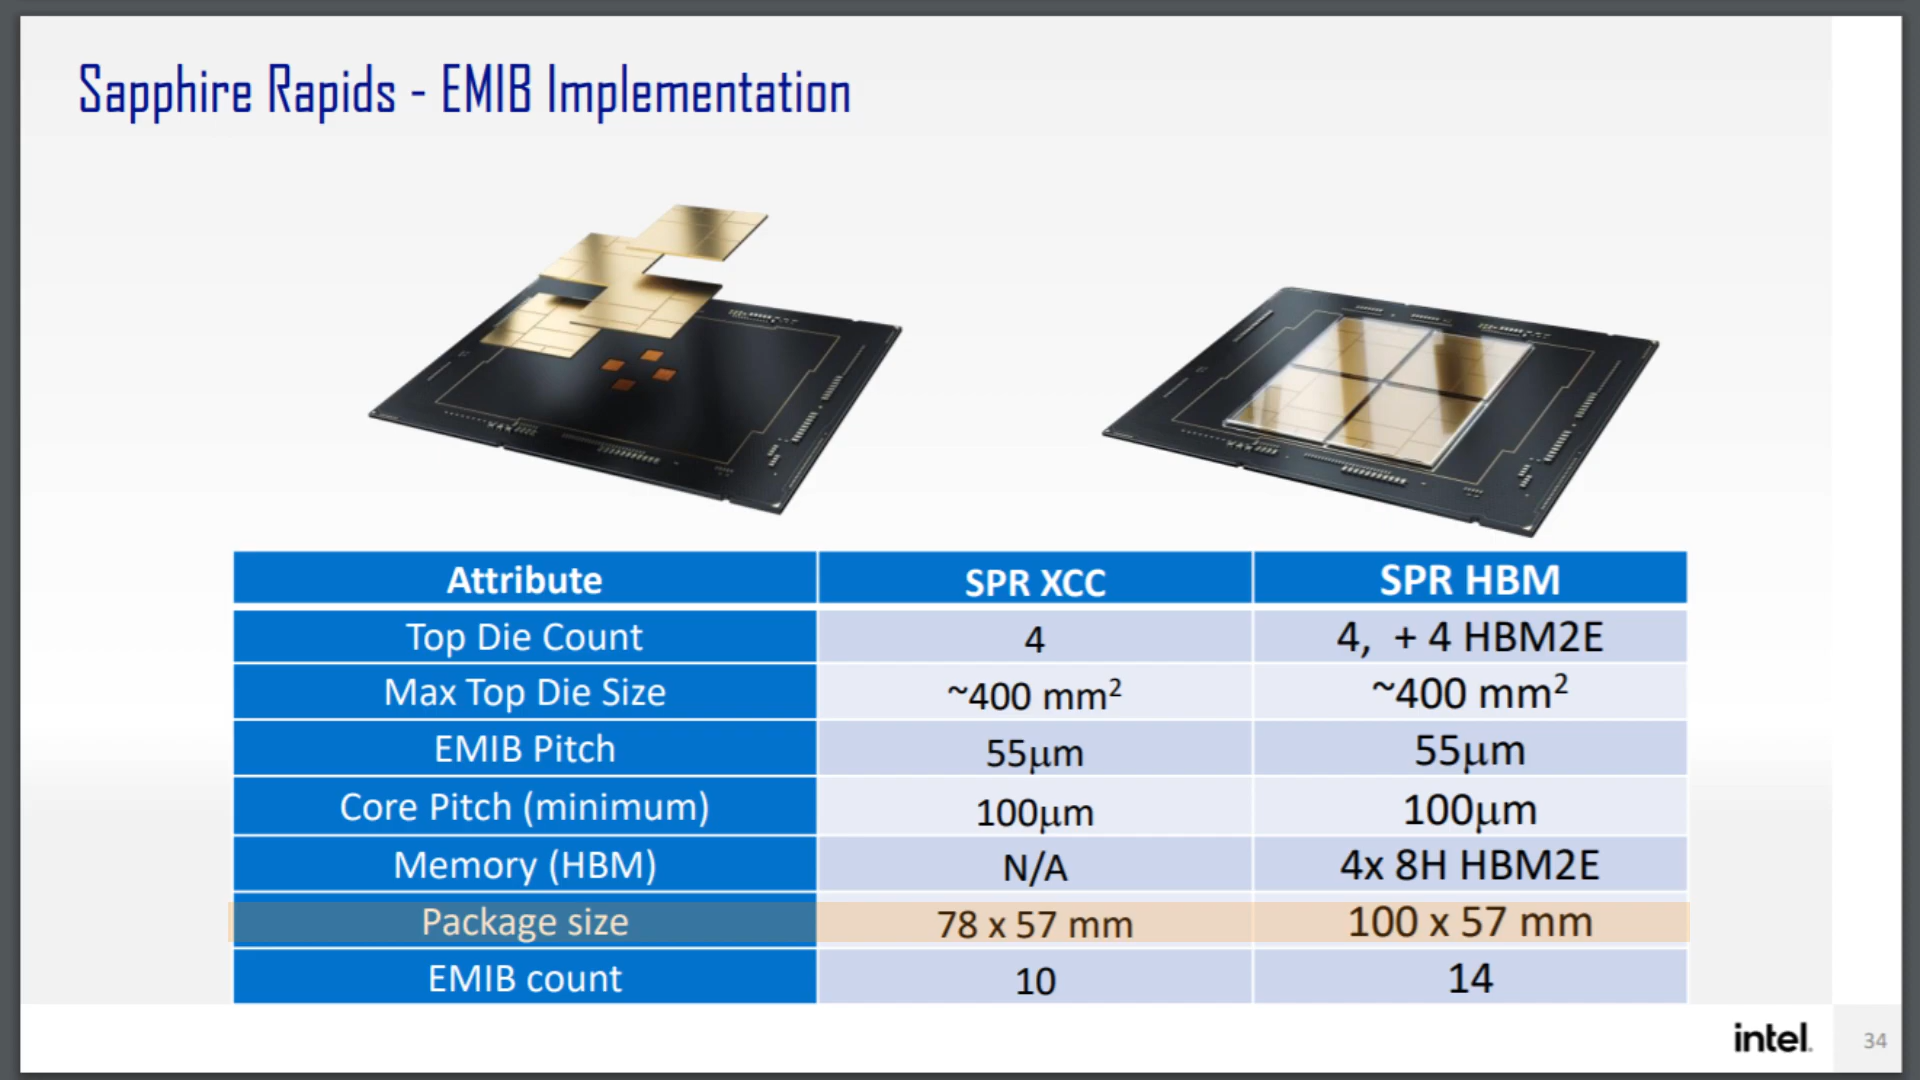 Sapphire Rapids - EMIB Implementation
Attribute SPR XCC SPR HBM
Top Die Count 4 4, + 4 HBM2E
Max Top Die Size ~400 mm² ~400 mm²
EMIB Pitch 55μm 55μm
Core Pitch (minimum) 100μm 100μm
Memory (HBM) N/A 4x 8H HBM2E
Package size 78 x 57 mm 100 x 57 mm
EMIB count 10 14
intel.
34